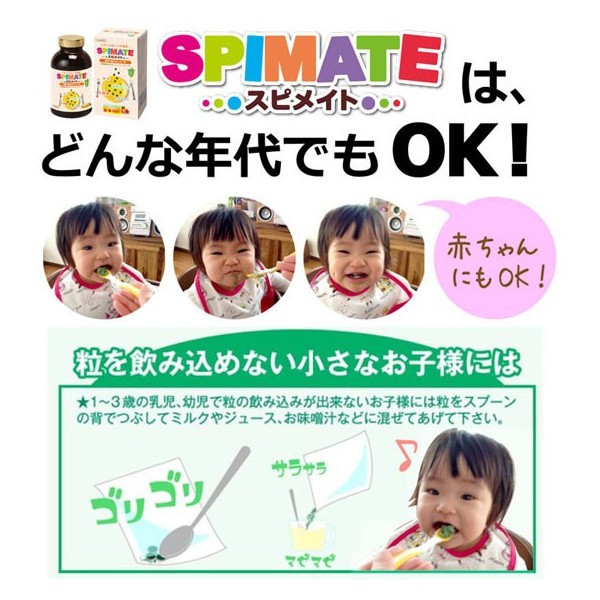 SPIMATE
スピメイト
SPIMATE
スピメイト
は、
どんな年代でもOK!
赤ちゃん
にもOK!
粒を飲み込めない小さなお子様には
★1~3歳の乳児、幼児で粒の飲み込みが出来ないお子様には粒をスプーン
の背でつぶしてミルクやジュース、お味噌汁などに混ぜてあげて下さい。
ゴリゴリ
サラサラ
マゼマゼ